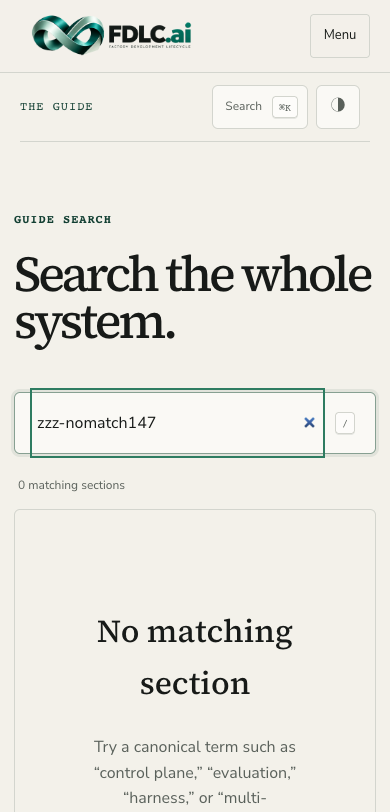 FDLC.ai
FACTORY DEVELOPMENT LIFECYCLE
Menu
THE GUIDE
Search ⌘K
GUIDE SEARCH
Search the whole
system.
zzz-nomatch147
/
0 matching sections
No matching
section
Try a canonical term such as
“control plane,” “evaluation,”
“harness,” or “multi-